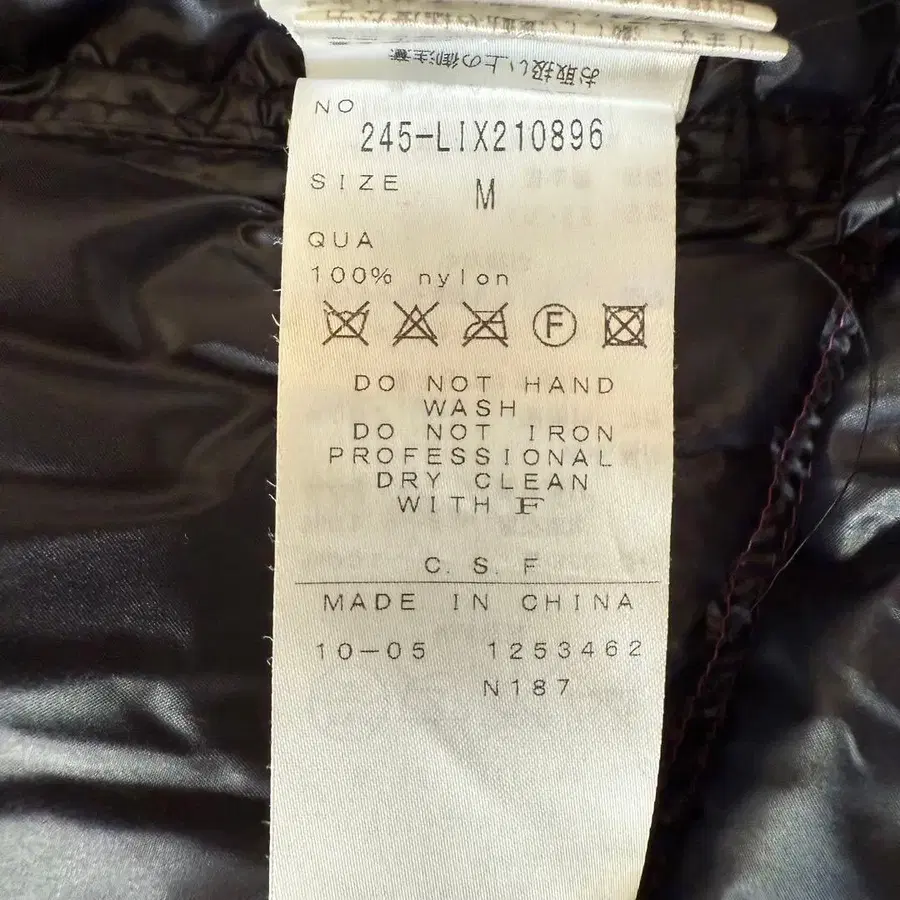 お取扱い上の御注意
NO
245-LIX210896
SIZE
M
QUA
100% nylon
F
DO NOT HAND
WASH
DO NOT IRON
PROFESSIONAL
DRY CLEAN
WITH F
C. S. F
MADE IN CHINA
10-05 1253462
N187